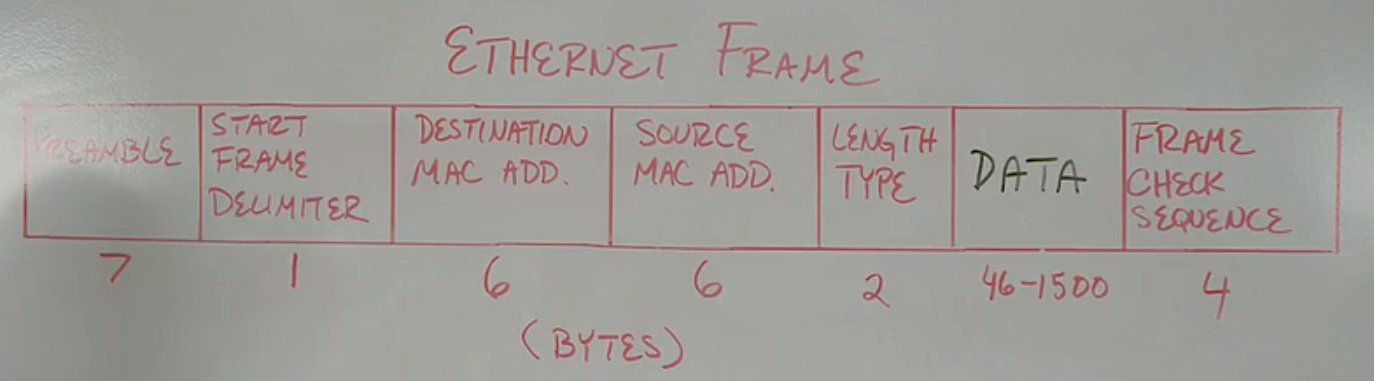 ETHERNET FRAME
PREAMBLE
START
FRAME
DELIMITER
DESTINATION
MAC ADD.
SOURCE
MAC ADD.
LENGTH
TYPE
DATA
FRAME
CHECK
SEQUENCE
7 1 6 6 2 46-1500 4
(BYTES)